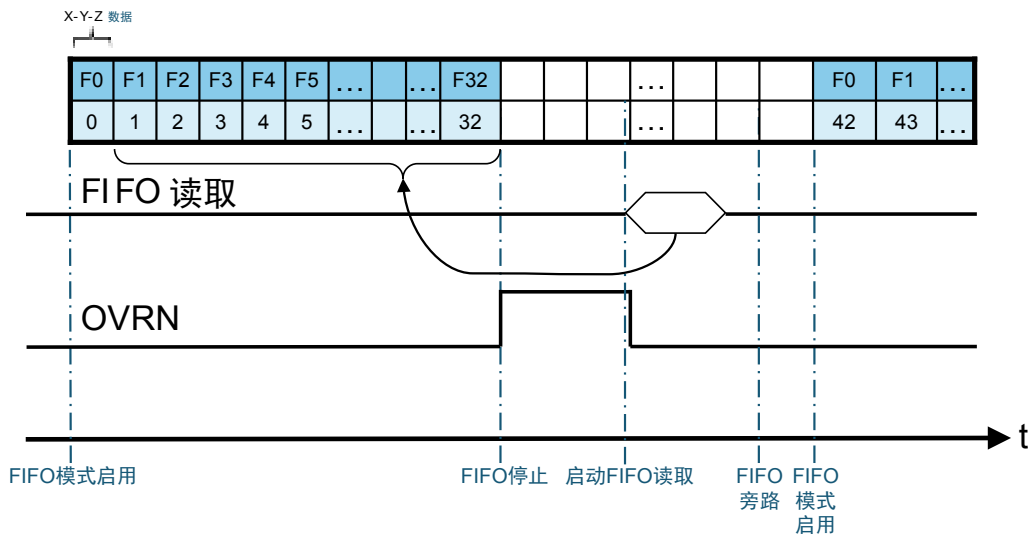 X-Y-Z 数据
F0 F1 F2 F3 F4 F5 ... ... F32 ... F0 F1 ...
0 1 2 3 4 5 ... ... 32 ... 42 43 ...
FIFO 读取
OVRN
t
FIFO模式启用 FIFO停止 启动FIFO读取 FIFO FIFO
旁路 模式
启用